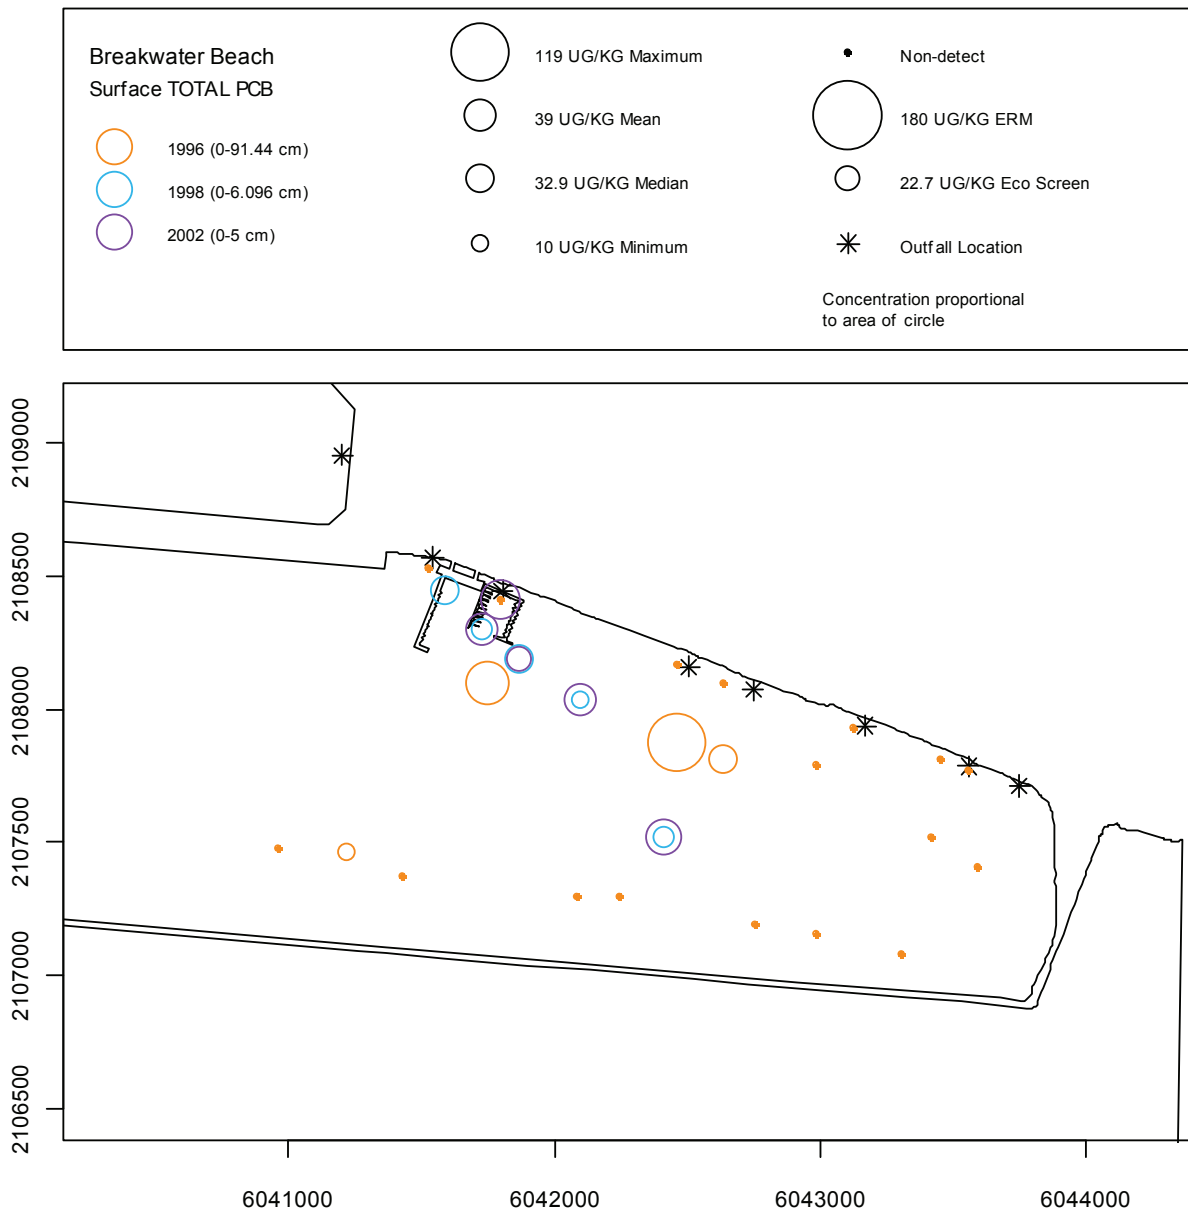 Breakwater Beach
Surface TOTAL PCB
1996 (0-91.44 cm)
1998 (0-6.096 cm)
2002 (0-5 cm)
119 UG/KG Maximum
39 UG/KG Mean
32.9 UG/KG Median
10 UG/KG Minimum
Non-detect
180 UG/KG ERM
22.7 UG/KG Eco Screen
Outfall Location
Concentration proportional
to area of circle
2109000
2108500
2108000
2107500
2107000
2106500
6041000
6042000
6043000
6044000